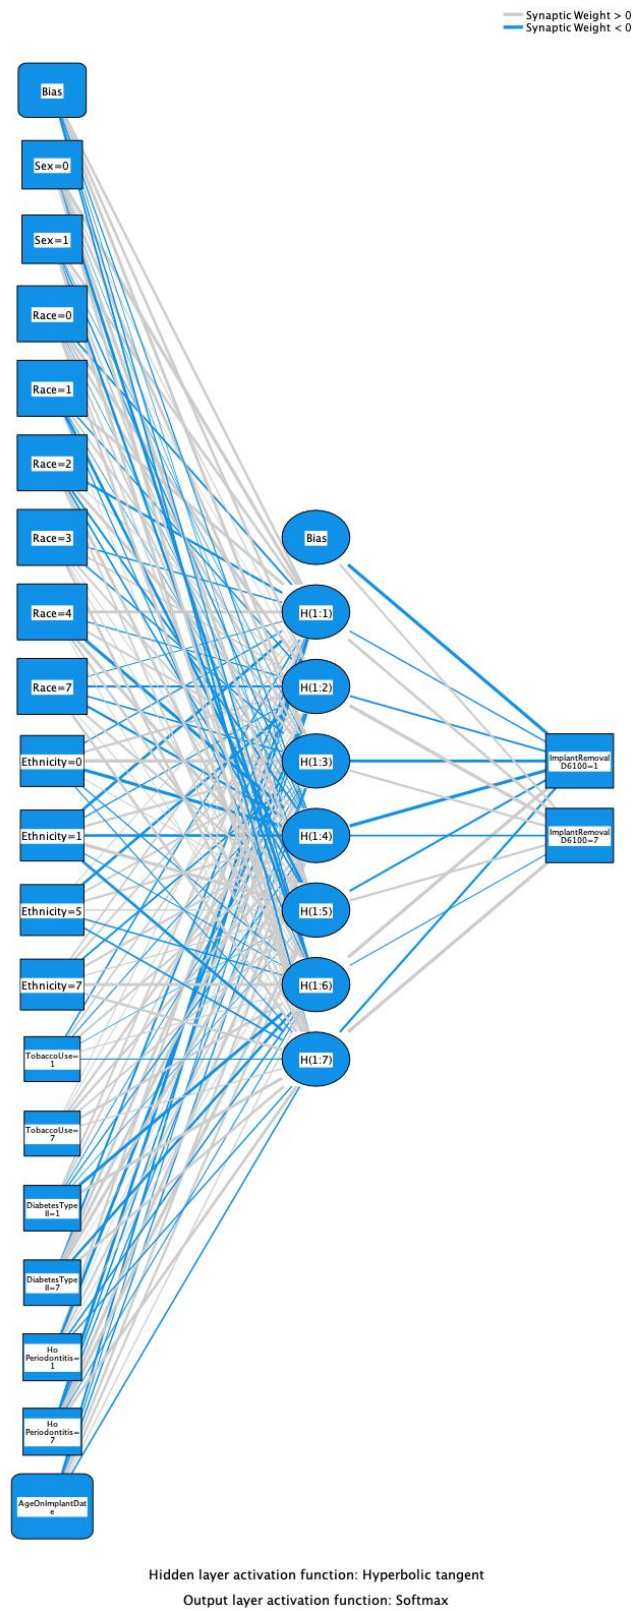 Synaptic Weight > 0
Synaptic Weight < 0
Bias
Sex=0
Sex=1
Race=0
Race=1
Race=2
Race=3
Race=4
Race=7
Ethnicity=0
Ethnicity=1
Ethnicity=5
Ethnicity=7
TobaccoUse=
1
TobaccoUse=
7
DiabetesType
II=1
DiabetesType
II=7
Ho
Periodontitis=
1
Ho
Periodontitis=
7
AgeOnImplantDat
e
Bias
H(1:1)
H(1:2)
H(1:3)
H(1:4)
H(1:5)
H(1:6)
H(1:7)
ImplantRemoval
D6100=1
ImplantRemoval
D6100=7
Hidden layer activation function: Hyperbolic tangent
Output layer activation function: Softmax